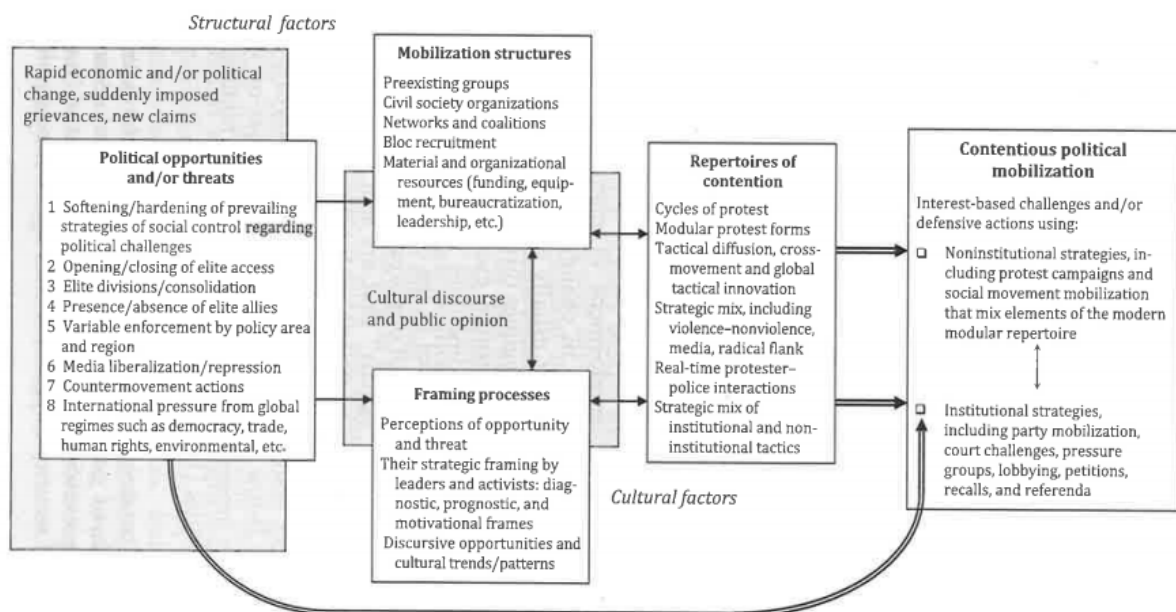 Structural factors
Rapid economic and/or political
change, suddenly imposed
grievances, new claims
Political opportunities
and/or threats
1 Softening/hardening of prevailing
strategies of social control regarding
political challenges
2 Opening/closing of elite access
3 Elite divisions/consolidation
4 Presence/absence of elite allies
5 Variable enforcement by policy area
and region
6 Media liberalization/repression
7 Countermovement actions
8 International pressure from global
regimes such as democracy, trade,
human rights, environmental, etc.
Mobilization structures
Preexisting groups
Civil society organizations
Networks and coalitions
Bloc recruitment
Material and organizational
resources (funding, equip-
ment, bureaucratization,
leadership, etc.)
Cultural discourse
and public opinion
Framing processes
Perceptions of opportunity
and threat
Their strategic framing by
leaders and activists: diag-
nostic, prognostic, and
motivational frames
Discursive opportunities and
cultural trends/patterns
Cultural factors
Repertoires of
contention
Cycles of protest
Modular protest forms
Tactical diffusion, cross-
movement and global
tactical innovation
Strategic mix, including
violence–nonviolence,
media, radical flank
Real-time protester–
police interactions
Strategic mix of
institutional and non-
institutional tactics
Contentious political
mobilization
Interest-based challenges and/or
defensive actions using:
Noninstitutional strategies, in-
cluding protest campaigns and
social movement mobilization
that mix elements of the modern
modular repertoire
Institutional strategies,
including party mobilization,
court challenges, pressure
groups, lobbying, petitions,
recalls, and referenda